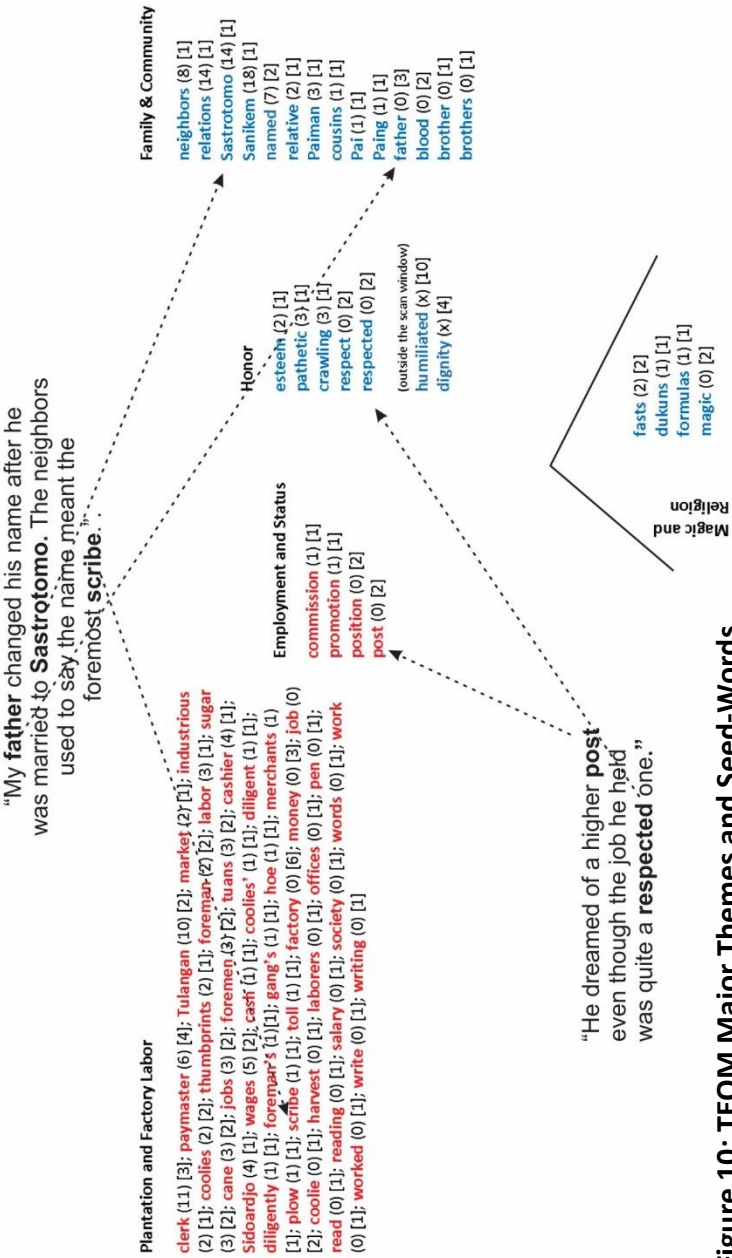 "My father changed his name after he
was married to Sastrotomo. The neighbors
used to say the name meant the
foremost scribe.”
Plantation and Factory Labor
clerk (11) [3]; paymaster (6) [4]; Tulangan (10) [2]; market (2) [1]; industrious
(2) [1]; coolies (2) [2]; thumbprints (2) [1]; foreman (2) [2]; labor (3) [1]; sugar
(3) [2]; cane (3) [2]; jobs (3) [2]; foremen (3) [2]; tuans (3) [2]; cashier (4) [1];
Sidoardjo (4) [1]; wages (5) [2]; cash (1) [1]; coolies' (1) [1]; diligent (1) [1];
diligently (1) [1]; foreman's (1)[1]; gang's (1) [1]; hoe (1) [1]; merchants (1)
[1]; plow (1) [1]; scribe (1) [1]; toll (1) [1]; factory (0) [6]; money (0) [3]; job (0)
[2]; coolie (0) [1]; harvest (0) [1]; laborers (0) [1]; offices (0) [1]; pen (0) [1];
read (0) [1]; reading (0) [1]; salary (0) [1]; society (0) [1]; words (0) [1]; work
(0) [1]; worked (0) [1]; write (0) [1]; writing (0) [1]
Employment and Status
commission (1) [1]
promotion (1) [1]
position (0) [2]
post (0) [2]
Honor
esteem (2) [1]
pathetic (3) [1]
crawling (3) [1]
respect (0) [2]
respected (0) [2]
(outside the scan window)
humiliated (x) [10]
dignity (x) [4]
Family & Community
neighbors (8) [1]
relations (14) [1]
Sastrotomo (14) [1]
Sanikem (18) [1]
named (7) [2]
relative (2) [1]
Paiman (3) [1]
cousins (1) [1]
Pai (1) [1]
Paing (1) [1]
father (0) [3]
blood (0) [2]
brother (0) [1]
brothers (0) [1]
"He dreamed of a higher post
even though the job he held
was quite a respected one.”
Magic and
Religion
fasts (2) [2]
dukuns (1) [1]
formulas (1) [1]
magic (0) [2]
Figure 10: TEOM Major Themes and Seed-Words